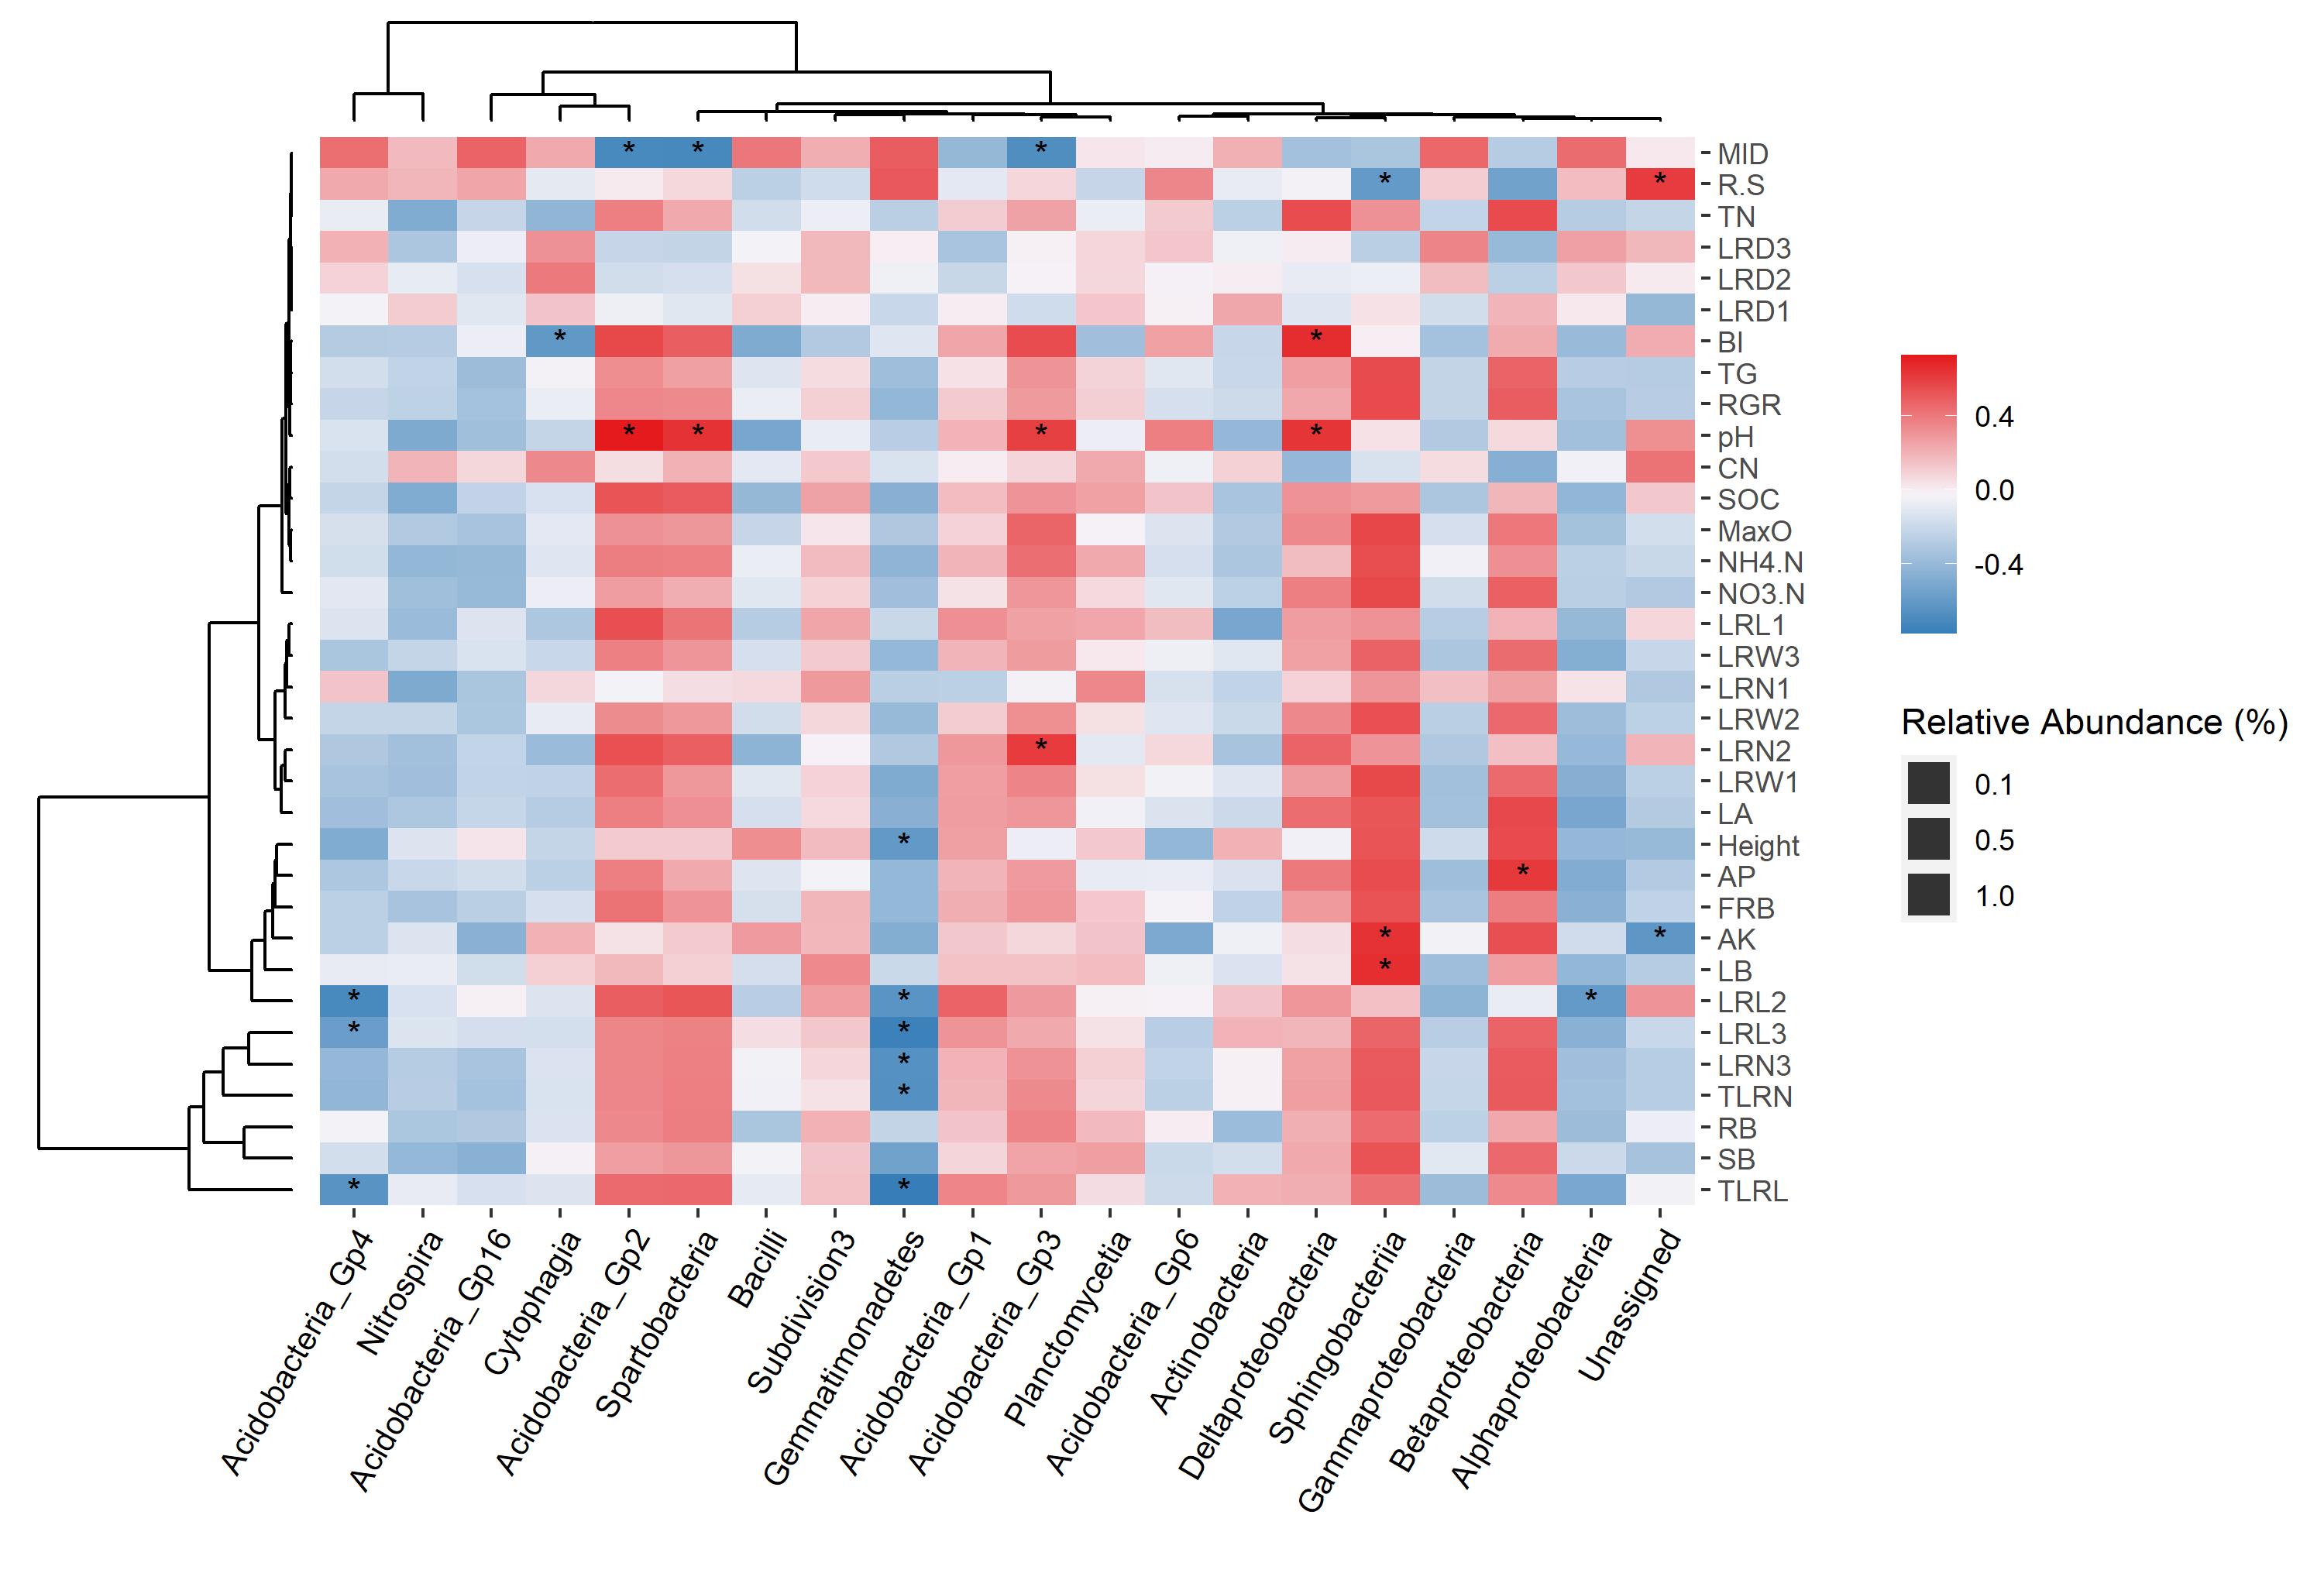 MID
R.S
TN
LRD3
LRD2
LRD1
BI
TG
RGR
pH
CN
SOC
MaxO
NH4.N
NO3.N
LRL1
LRW3
LRN1
LRW2
LRN2
LRW1
LA
Height
AP
FRB
AK
LB
LRL2
LRL3
LRN3
TLRN
RB
SB
TLRL
0.4
0.0
-0.4
Relative Abundance (%)
0.1
0.5
1.0
Acidobacteria_Gp4
Nitrospira
Acidobacteria_Gp16
Cytophagia
Acidobacteria_Gp2
Spartobacteria
Bacilli
Subdivision3
Gemmatimonadetes
Acidobacteria_Gp1
Acidobacteria_Gp3
Planctomycetia
Acidobacteria_Gp6
Actinobacteria
Deltaproteobacteria
Sphingobacteriia
Gammaproteobacteria
Betaproteobacteria
Alphaproteobacteria
Unassigned